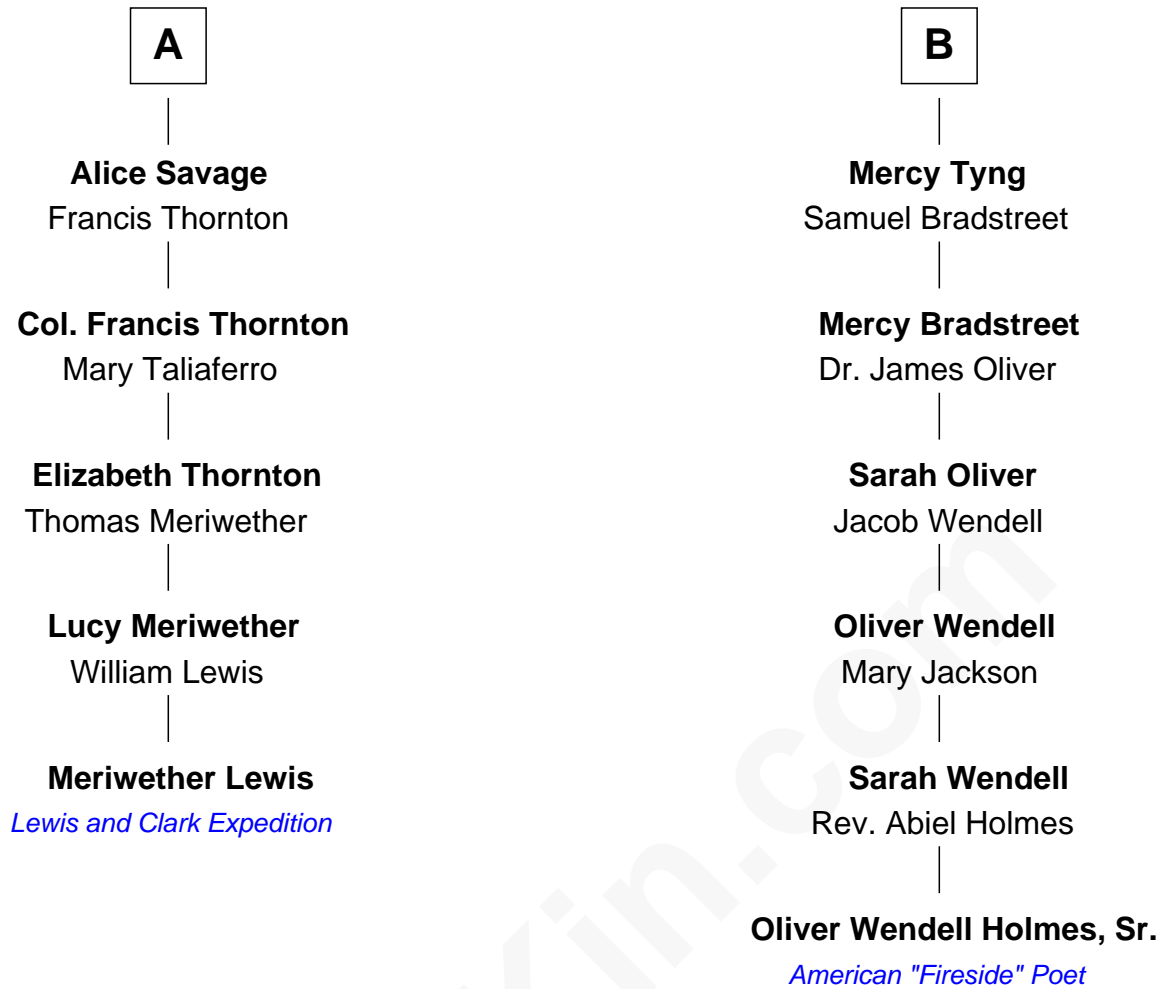 A
Alice Savage
Francis Thornton
Col. Francis Thornton
Mary Taliaferro
Elizabeth Thornton
Thomas Meriwether
Lucy Meriwether
William Lewis
Meriwether Lewis
Lewis and Clark Expedition
B
Mercy Tyng
Samuel Bradstreet
Mercy Bradstreet
Dr. James Oliver
Sarah Oliver
Jacob Wendell
Oliver Wendell
Mary Jackson
Sarah Wendell
Rev. Abiel Holmes
Oliver Wendell Holmes, Sr.
American "Fireside" Poet
Kin.com